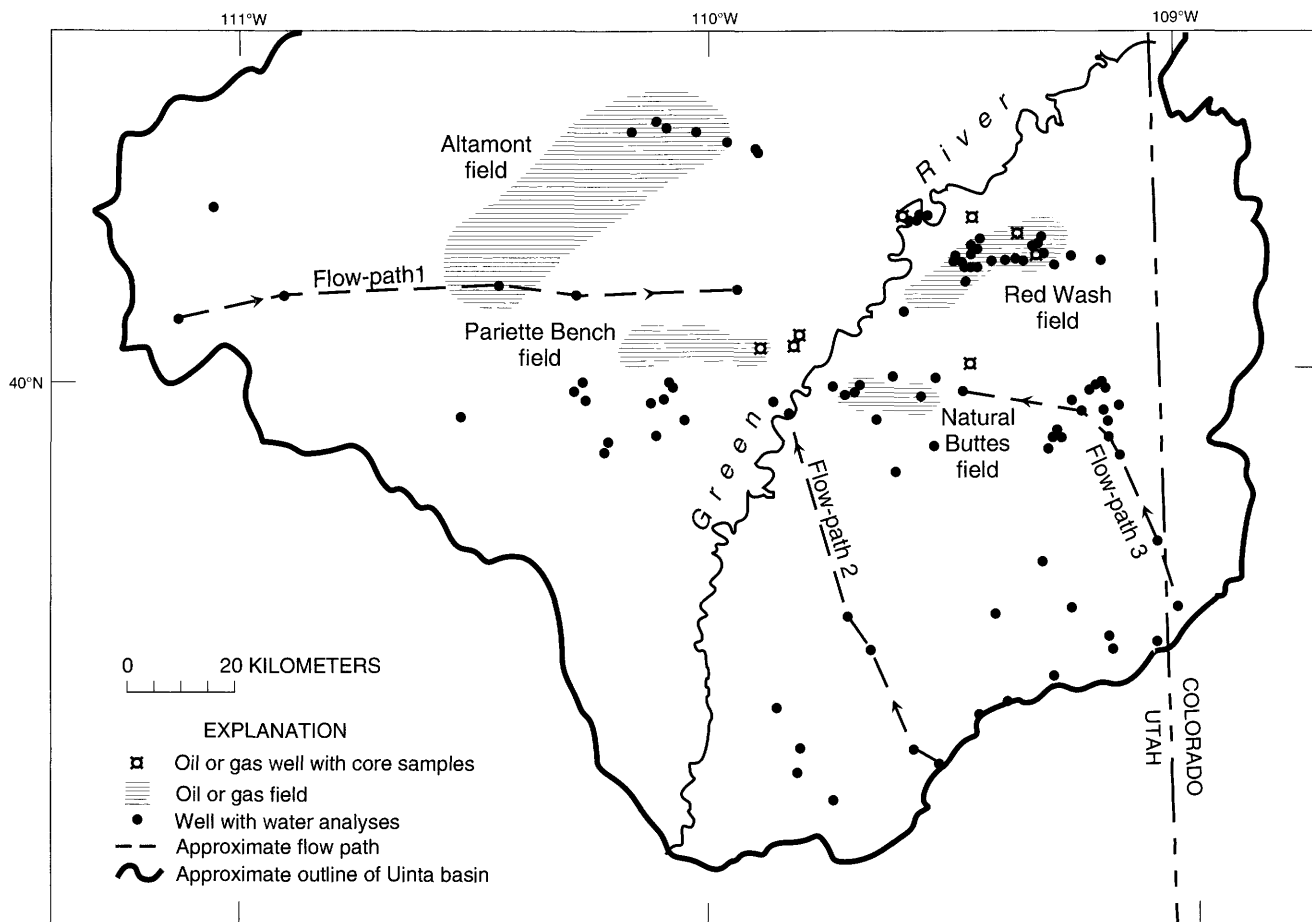 111°W
110°W
109°W
Altamont
field
River
Flow-path1
Red Wash
field
Pariette Bench
field
40°N
Natural
Buttes
field
Green
Flow-path 2
Flow-path 3
0 20 KILOMETERS
COLORADO
UTAH
EXPLANATION
Oil or gas well with core samples
Oil or gas field
Well with water analyses
Approximate flow path
Approximate outline of Uinta basin